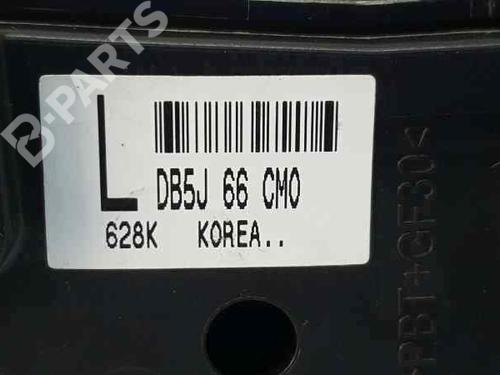 B-PARTS
L
DB5J 66 CM0
628K KOREA..
>PBT+GF30<